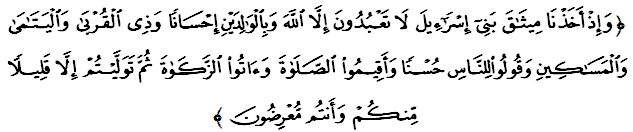 ﴿ وَإِذْ أَخَذْنَا مِيثَٰقَ بَنِىٓ إِسْرَٰٓءِيلَ لَا تَعْبُدُونَ إِلَّا ٱللَّهَ وَبِٱلْوَٰلِدَيْنِ إِحْسَانًا وَذِى ٱلْقُرْبَىٰ وَٱلْيَتَٰمَىٰ
وَٱلْمَسَٰكِينِ وَقُولُوا۟ لِلنَّاسِ حُسْنًا وَأَقِيمُوا۟ ٱلصَّلَوٰةَ وَءَاتُوا۟ ٱلزَّكَوٰةَ ثُمَّ تَوَلَّيْتُمْ إِلَّا قَلِيلًا
مِّنكُمْ وَأَنتُم مُّعْرِضُونَ ﴾